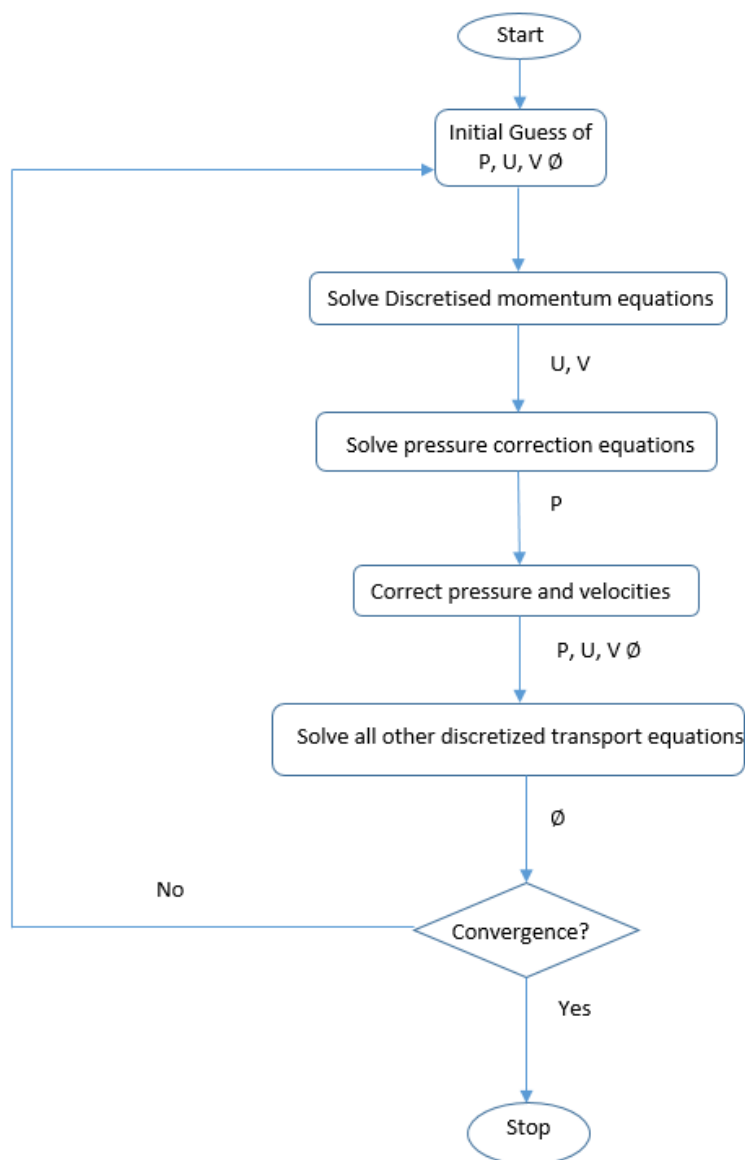 Start
Initial Guess of
P, U, V Ø
Solve Discretised momentum equations
U, V
Solve pressure correction equations
P
Correct pressure and velocities
P, U, V Ø
Solve all other discretized transport equations
Ø
No
Convergence?
Yes
Stop